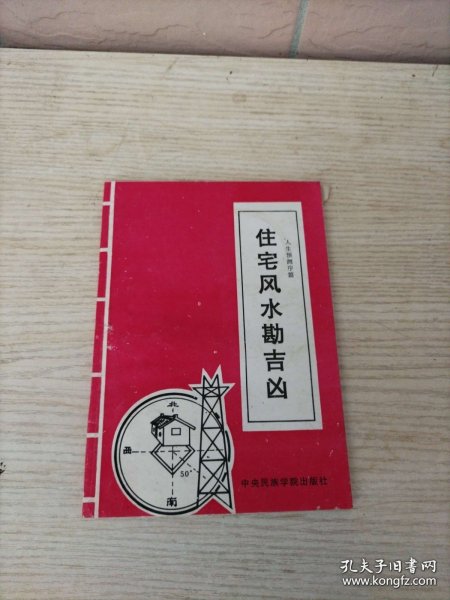 人生预测学篇
住宅风水勘吉凶
北
西
50°
南
中央民族学院出版社
孔夫子旧书网
www.kongfz.com